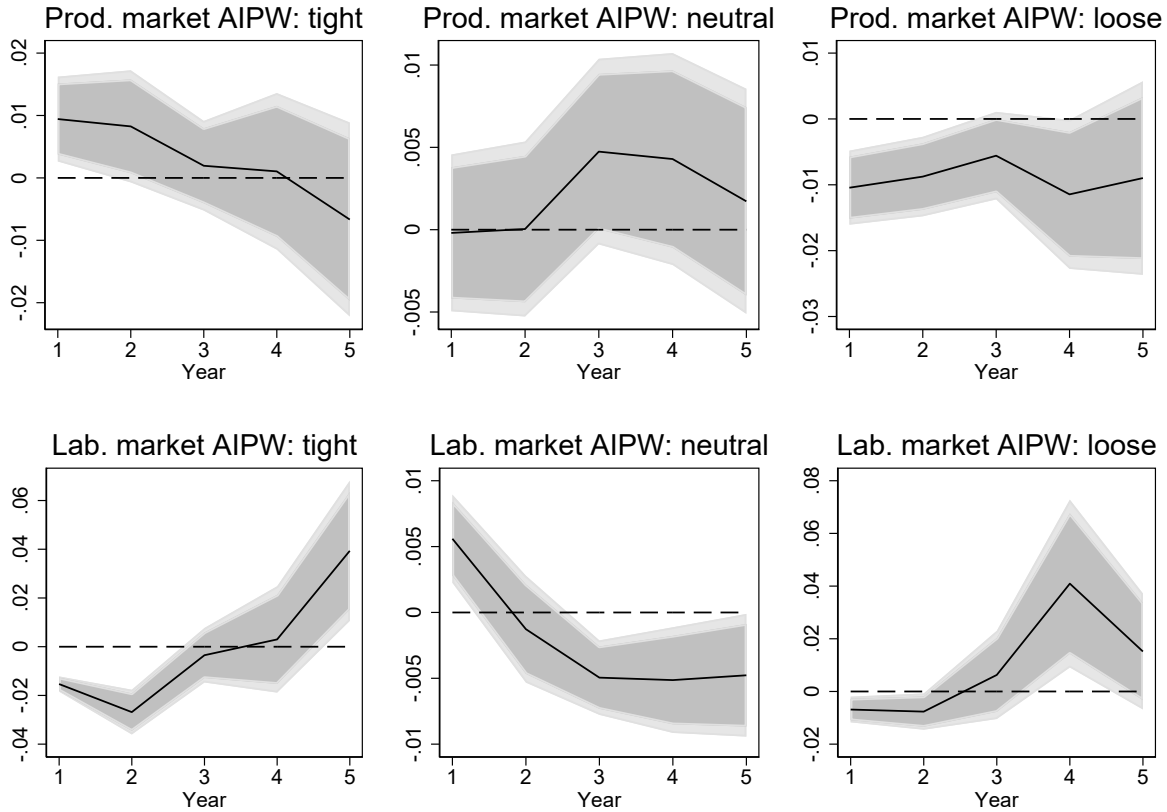 Prod. market AIPW: tight
.02
.01
0
-.01
-.02
1 2 3 4 5
Year
Prod. market AIPW: neutral
.01
.005
0
-.005
1 2 3 4 5
Year
Prod. market AIPW: loose
.01
0
-.01
-.02
-.03
1 2 3 4 5
Year
Lab. market AIPW: tight
.06
.04
.02
0
-.02
-.04
1 2 3 4 5
Year
Lab. market AIPW: neutral
.01
.005
0
-.005
-.01
1 2 3 4 5
Year
Lab. market AIPW: loose
.08
.06
.04
.02
0
-.02
1 2 3 4 5
Year